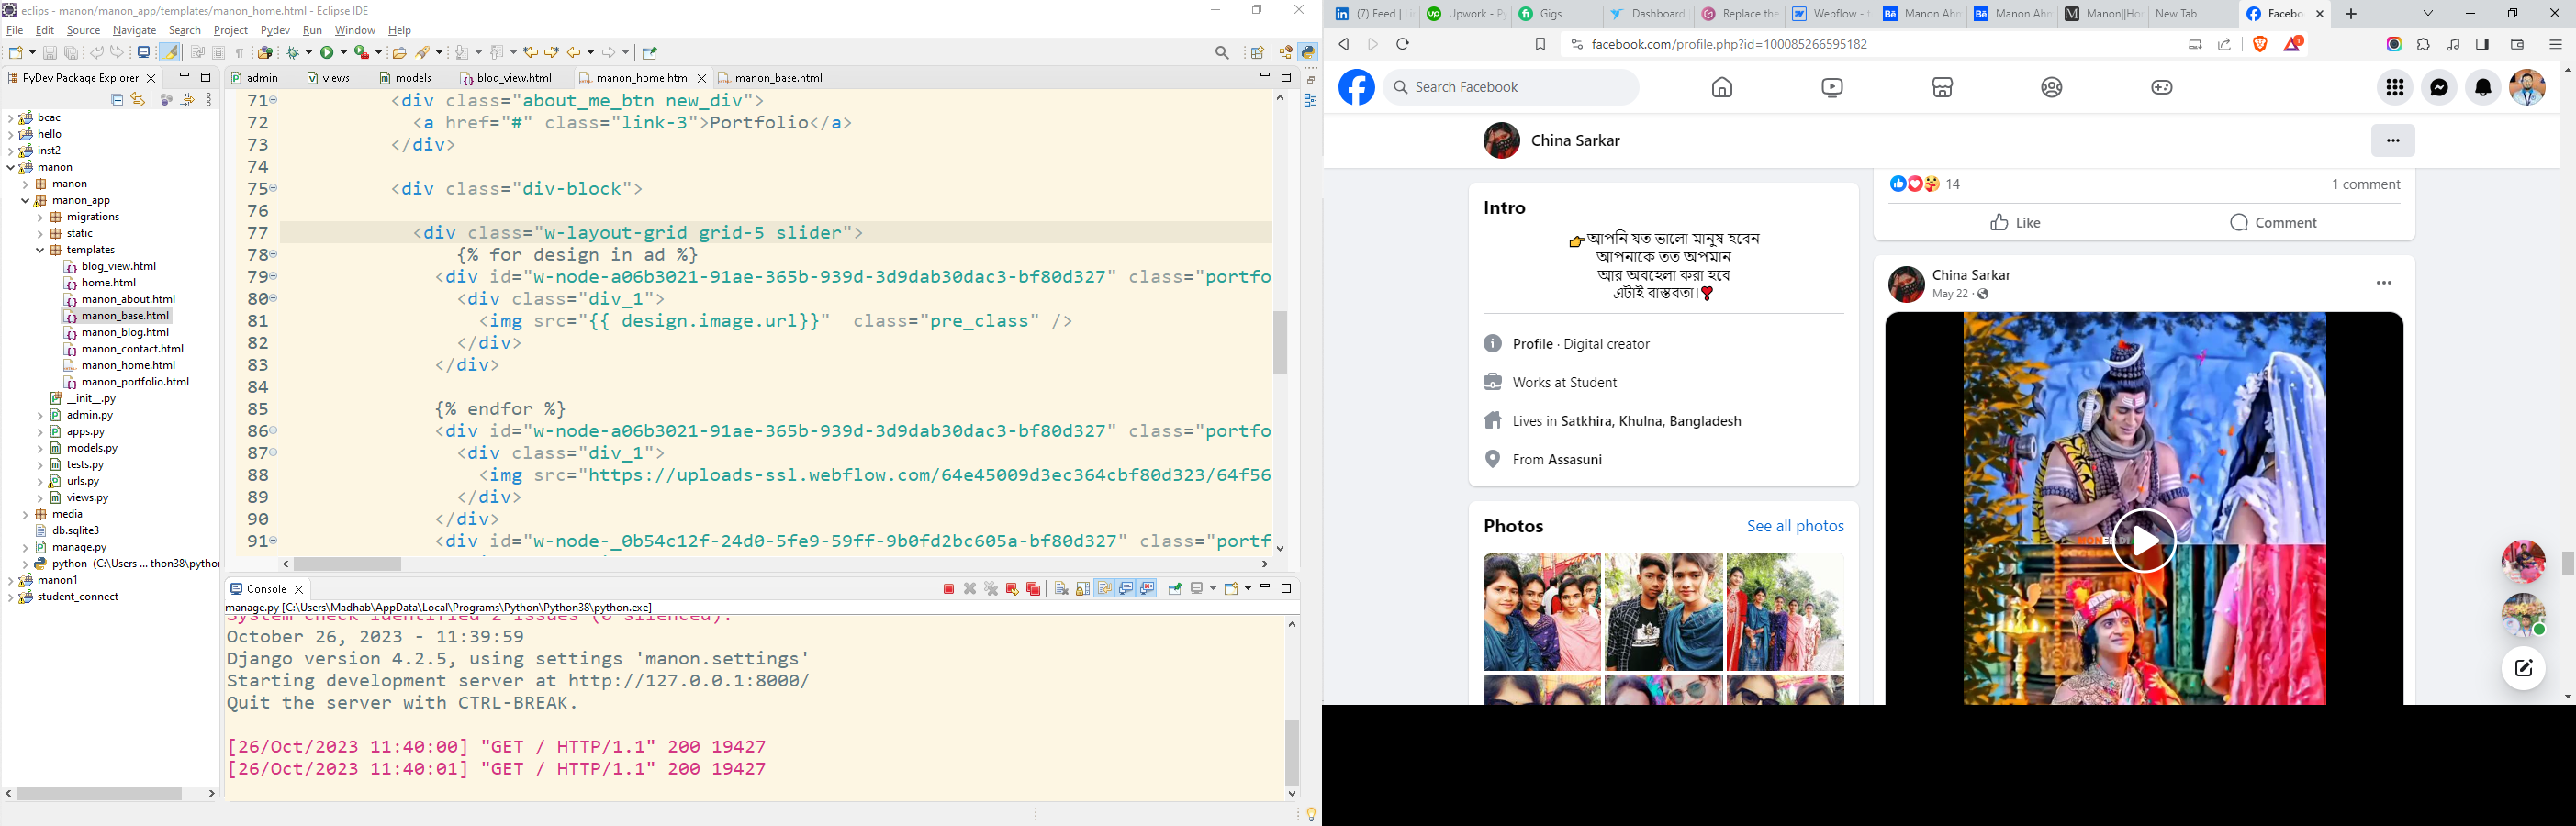 eclips - manon/manon_app/templates/manon_home.html - Eclipse IDE
File Edit Source Navigate Search Project Pydev Run Window Help
PyDev Package Explorer
bcac
hello
inst2
manon
manon
manon_app
migrations
static
templates
blog_view.html
home.html
manon_about.html
manon_base.html
manon_blog.html
manon_contact.html
manon_home.html
manon_portfolio.html
__init__.py
admin.py
apps.py
models.py
tests.py
urls.py
views.py
media
db.sqlite3
manage.py
python (C:\Users ... thon38\python
manon1
student_connect
admin views models blog_view.html manon_home.html manon_base.html
71 <div class="about_me_btn new_div">
72 <a href="#" class="link-3">Portfolio</a>
73 </div>
74
75 <div class="div-block">
76
77 <div class="w-layout-grid grid-5 slider">
78 {% for design in ad %}
79 <div id="w-node-a06b3021-91ae-365b-939d-3d9dab30dac3-bf80d327" class="portfo
80 <div class="div_1">
81 <img src="{{ design.image.url}}" class="pre_class" />
82 </div>
83 </div>
84
85 {% endfor %}
86 <div id="w-node-a06b3021-91ae-365b-939d-3d9dab30dac3-bf80d327" class="portfo
87 <div class="div_1">
88 <img src="https://uploads-ssl.webflow.com/64e45009d3ec364cbf80d323/64f56
89 </div>
90 </div>
91 <div id="w-node-_0b54c12f-24d0-5fe9-59ff-9b0fd2bc605a-bf80d327" class="portf
Console
manage.py [C:\Users\Madhab\AppData\Local\Programs\Python\Python38\python.exe]
System check identified 2 issues (0 silenced).
October 26, 2023 - 11:39:59
Django version 4.2.5, using settings 'manon.settings'
Starting development server at http://127.0.0.1:8000/
Quit the server with CTRL-BREAK.
[26/Oct/2023 11:40:00] "GET / HTTP/1.1" 200 19427
[26/Oct/2023 11:40:01] "GET / HTTP/1.1" 200 19427
(7) Feed | Li Upwork - Py Gigs Dashboard Replace the Webflow - t Manon Ahn Manon Ahn Manon||Ho New Tab Facebo
facebook.com/profile.php?id=100085266595182
Search Facebook
China Sarkar
Intro
👉আপনি যত ভালো মানুষ হবেন
আপনাকে তত অপমান
আর অবহেলা করা হবে
এটাই বাস্তবতা।❣
Profile · Digital creator
Works at Student
Lives in Satkhira, Khulna, Bangladesh
From Assasuni
Photos See all photos
14 1 comment
Like Comment
China Sarkar
May 22